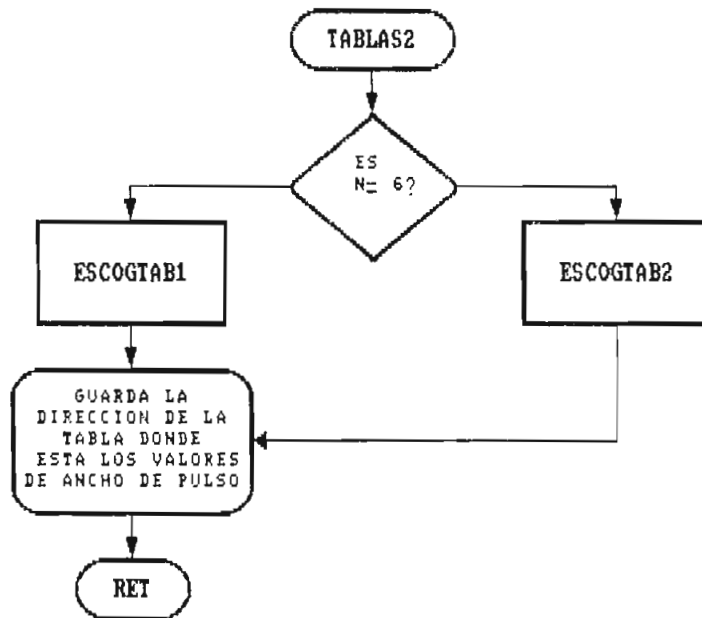 TABLAS2
ES
N= 6?
ESCOGTAB1
ESCOGTAB2
GUARDA LA
DIRECCION DE LA
TABLA DONDE
ESTA LOS VALORES
DE ANCHO DE PULSO
RET